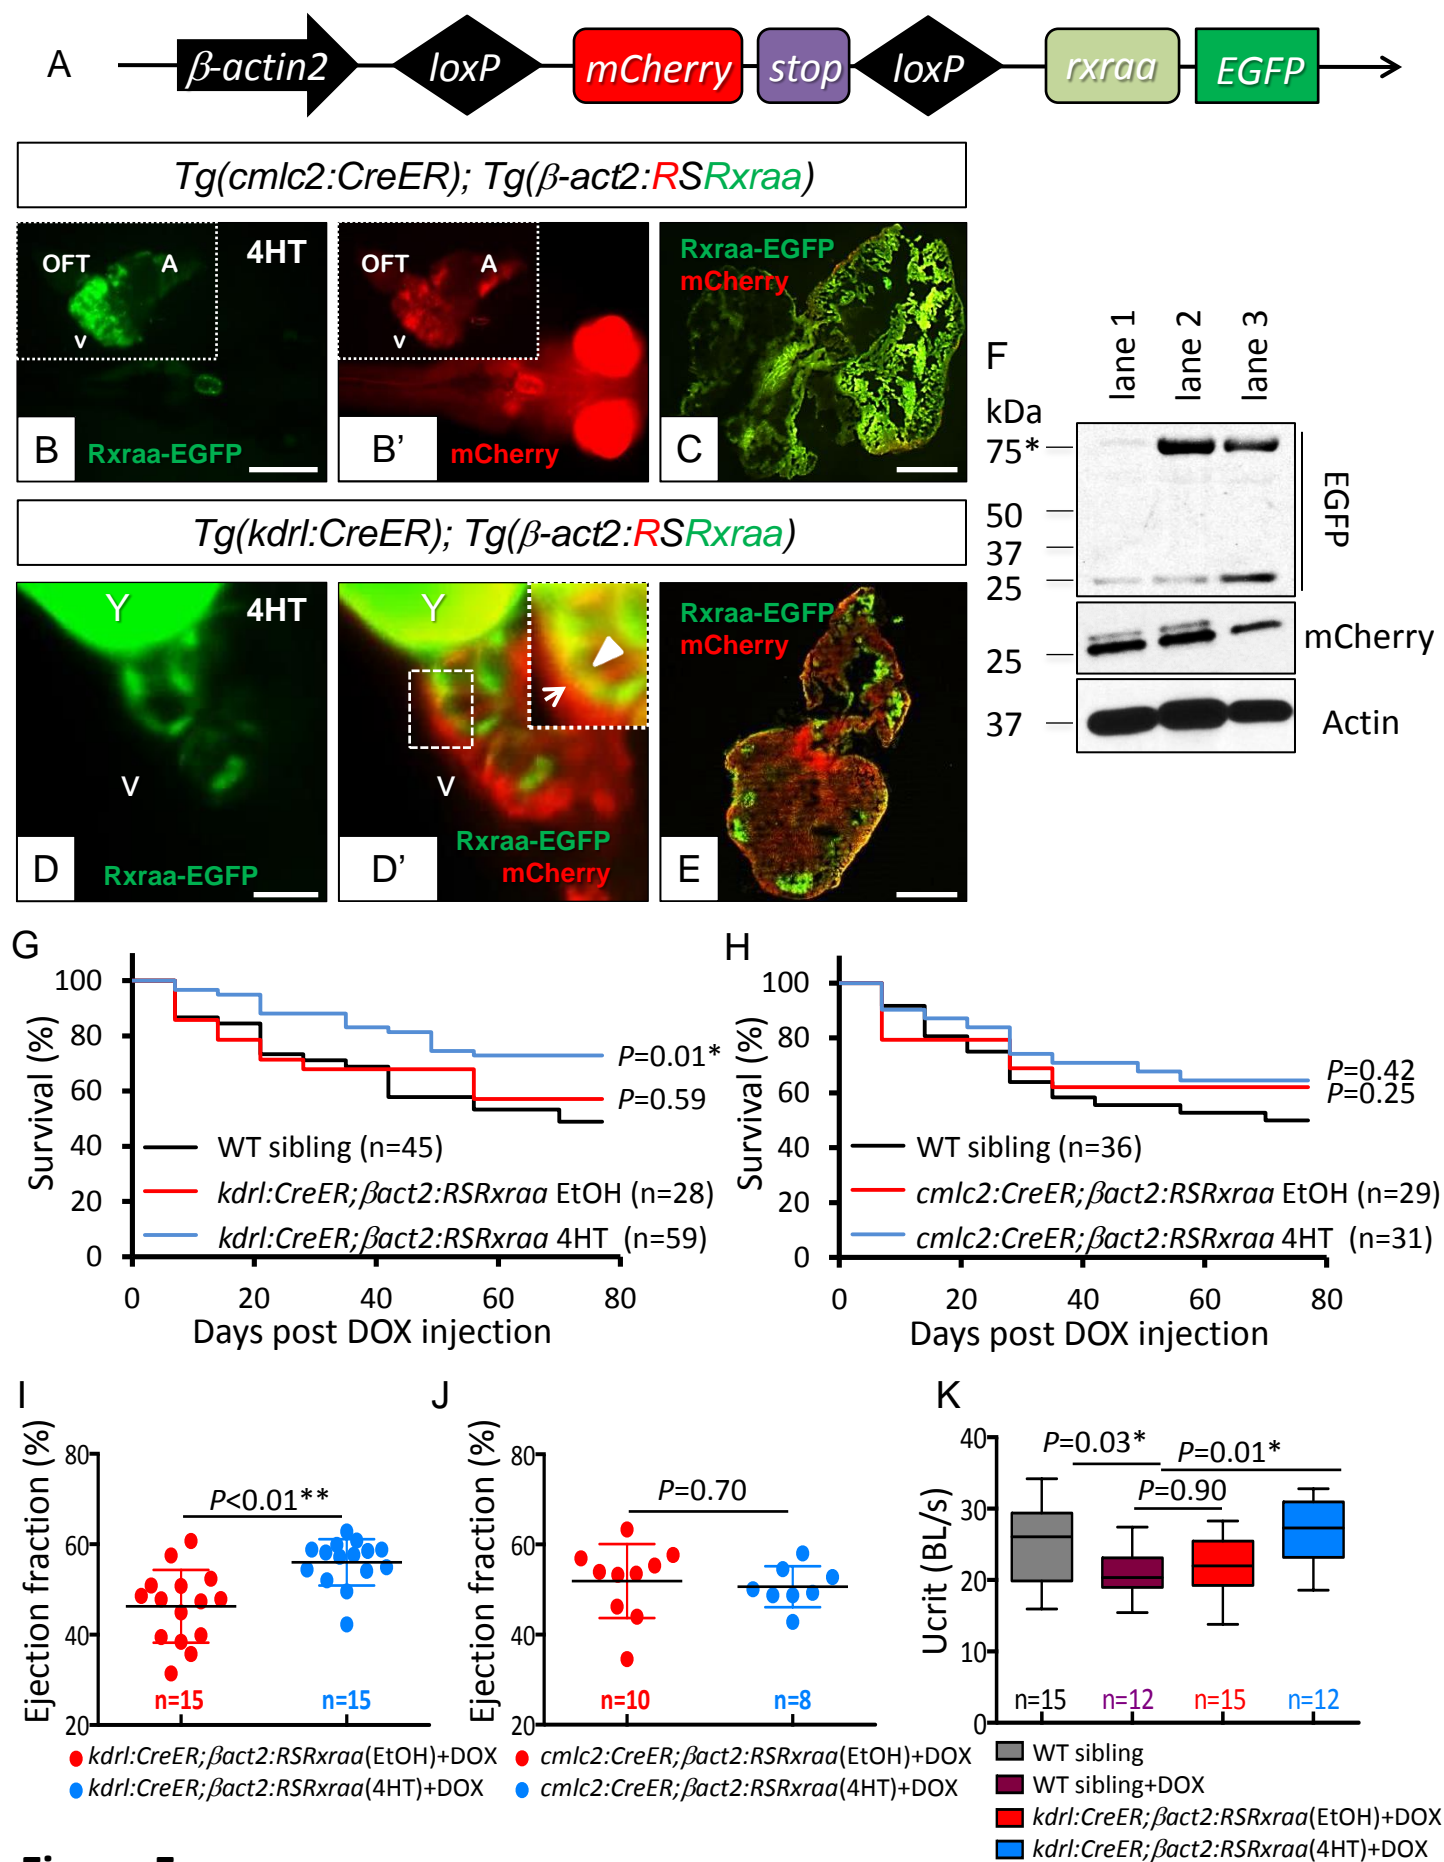 A
β-actin2 loxP mCherry stop loxP rxraa EGFP
Tg(cmlc2:CreER); Tg(β-act2:RSRxraa)
OFT A 4HT
v
B Rxraa-EGFP
OFT A
v
B’ mCherry
Rxraa-EGFP
mCherry
C
Tg(kdrl:CreER); Tg(β-act2:RSRxraa)
Y 4HT
v
D Rxraa-EGFP
Y
v
Rxraa-EGFP
D’ mCherry
Rxraa-EGFP
mCherry
E
F
lane 1
lane 2
lane 3
kDa
75*
50
37
25
EGFP
25
mCherry
37
Actin
G
Survival (%)
100
80
60
40
20
0
P=0.01*
P=0.59
WT sibling (n=45)
kdrl:CreER;βact2:RSRxraa EtOH (n=28)
kdrl:CreER;βact2:RSRxraa 4HT (n=59)
0 20 40 60 80
Days post DOX injection
H
Survival (%)
100
80
60
40
20
0
P=0.42
P=0.25
WT sibling (n=36)
cmlc2:CreER;βact2:RSRxraa EtOH (n=29)
cmlc2:CreER;βact2:RSRxraa 4HT (n=31)
0 20 40 60 80
Days post DOX injection
I
Ejection fraction (%)
80
60
40
20
P<0.01**
n=15 n=15
kdrl:CreER;βact2:RSRxraa(EtOH)+DOX
kdrl:CreER;βact2:RSRxraa(4HT)+DOX
J
Ejection fraction (%)
80
60
40
20
P=0.70
n=10 n=8
cmlc2:CreER;βact2:RSRxraa(EtOH)+DOX
cmlc2:CreER;βact2:RSRxraa(4HT)+DOX
K
Ucrit (BL/s)
40
30
20
10
0
P=0.03*
P=0.01*
P=0.90
n=15 n=12 n=15 n=12
WT sibling
WT sibling+DOX
kdrl:CreER;βact2:RSRxraa(EtOH)+DOX
kdrl:CreER;βact2:RSRxraa(4HT)+DOX